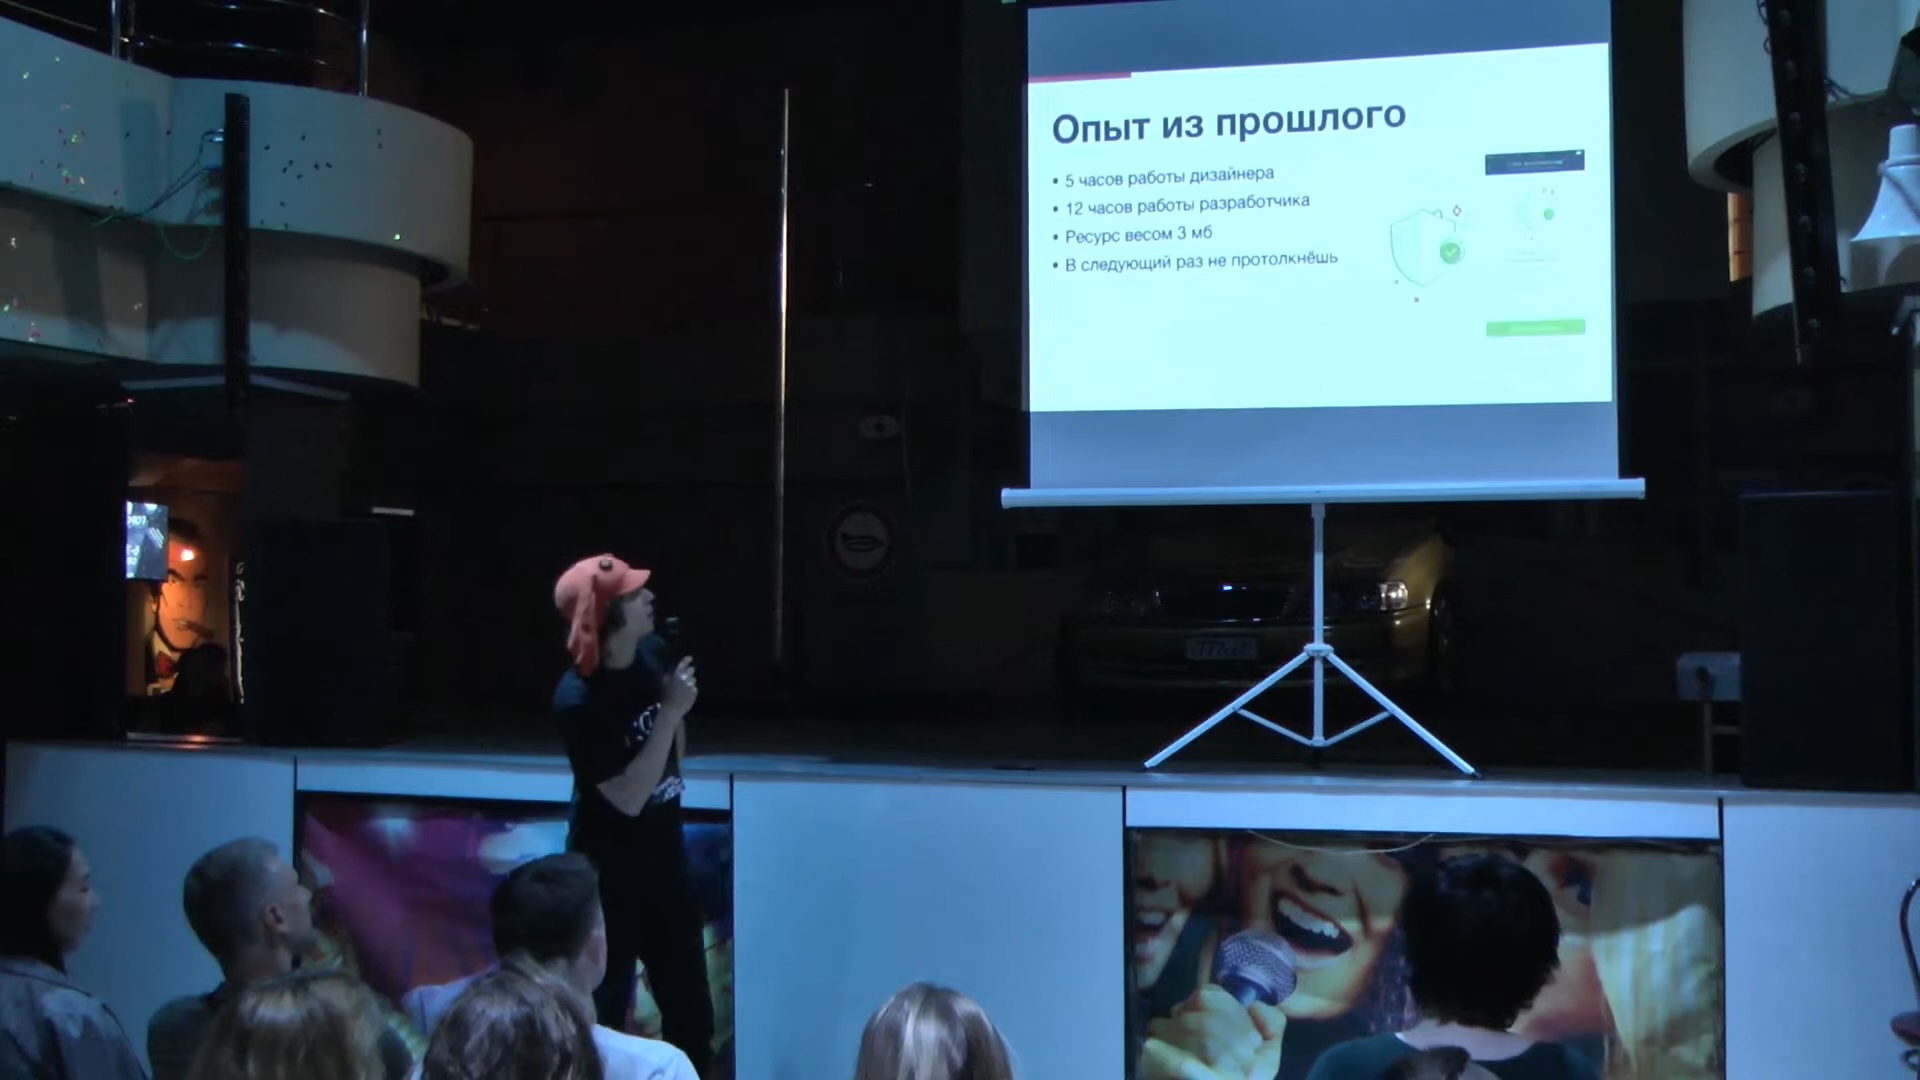 Опыт из прошлого
• 5 часов работы дизайнера
• 12 часов работы разработчика
• Ресурс весом 3 мб
• В следующий раз не протолкнёшь